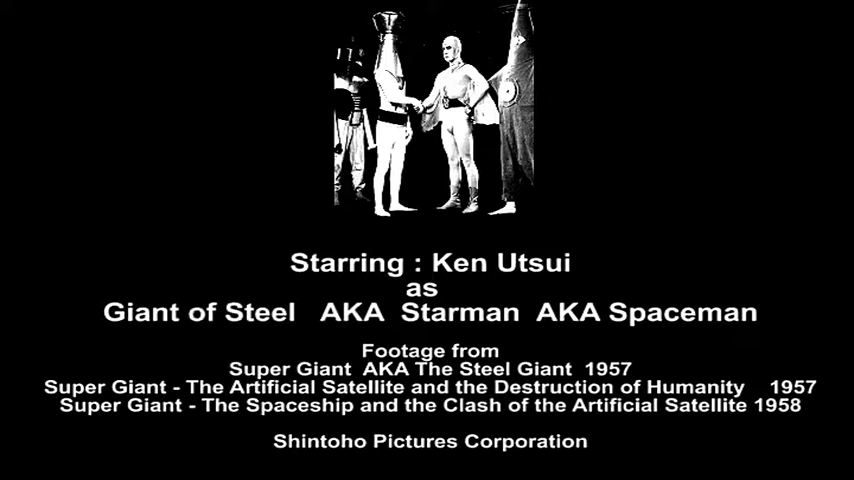 Starring : Ken Utsui
as
Giant of Steel AKA Starman AKA Spaceman
Footage from
Super Giant AKA The Steel Giant 1957
Super Giant - The Artificial Satellite and the Destruction of Humanity 1957
Super Giant - The Spaceship and the Clash of the Artificial Satellite 1958
Shintoho Pictures Corporation